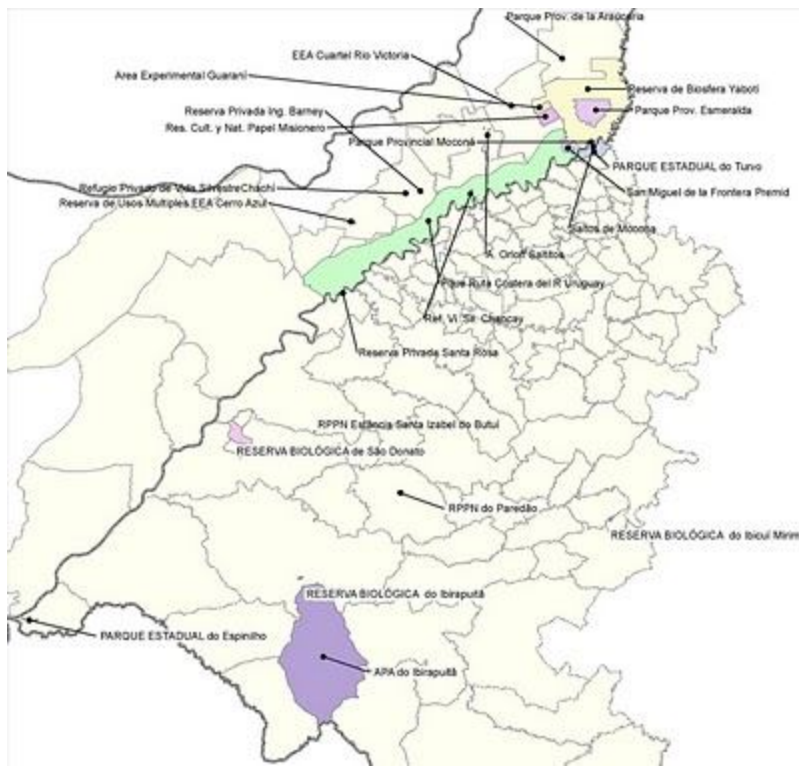 Parque Prov. de la Araucaria
EEA Cuartel Rio Victoria
Area Experimental Guaraní
Reserva de Biosfera Yabotí
Reserva Privada Ing. Barney
Parque Prov. Esmeralda
Res. Cult. y Nat. Papel Misionero
Parque Provincial Moconá
PARQUE ESTADUAL do Turvo
Refugio Privado de Vida SilvestreChachí
San Miguel de la Frontera Premid
Reserva de Usos Multiples EEA Cerro Azul
Saltos de Mocona
A. Orloff Saltitos
Ruta Costera del R Uruguay
Ref. Vi. Sil. Chancay
Reserva Privada Santa Rosa
RPPN Estância Santa Izabel do Butuí
RESERVA BIOLÓGICA de São Donato
RPPN do Paredão
RESERVA BIOLÓGICA do Ibicuí Mirim
RESERVA BIOLÓGICA do Ibirapuitã
PARQUE ESTADUAL do Espinilho
APA do Ibirapuitã